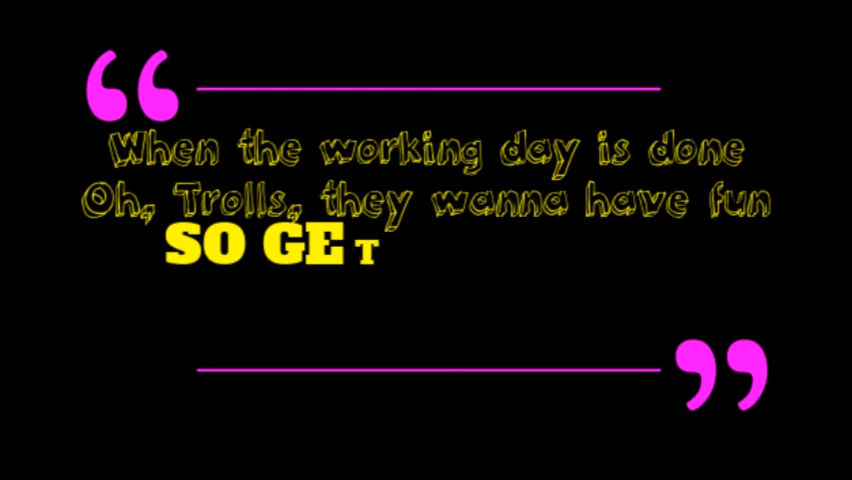 When the working day is done
Oh, Trolls, they wanna have fun
SO GET